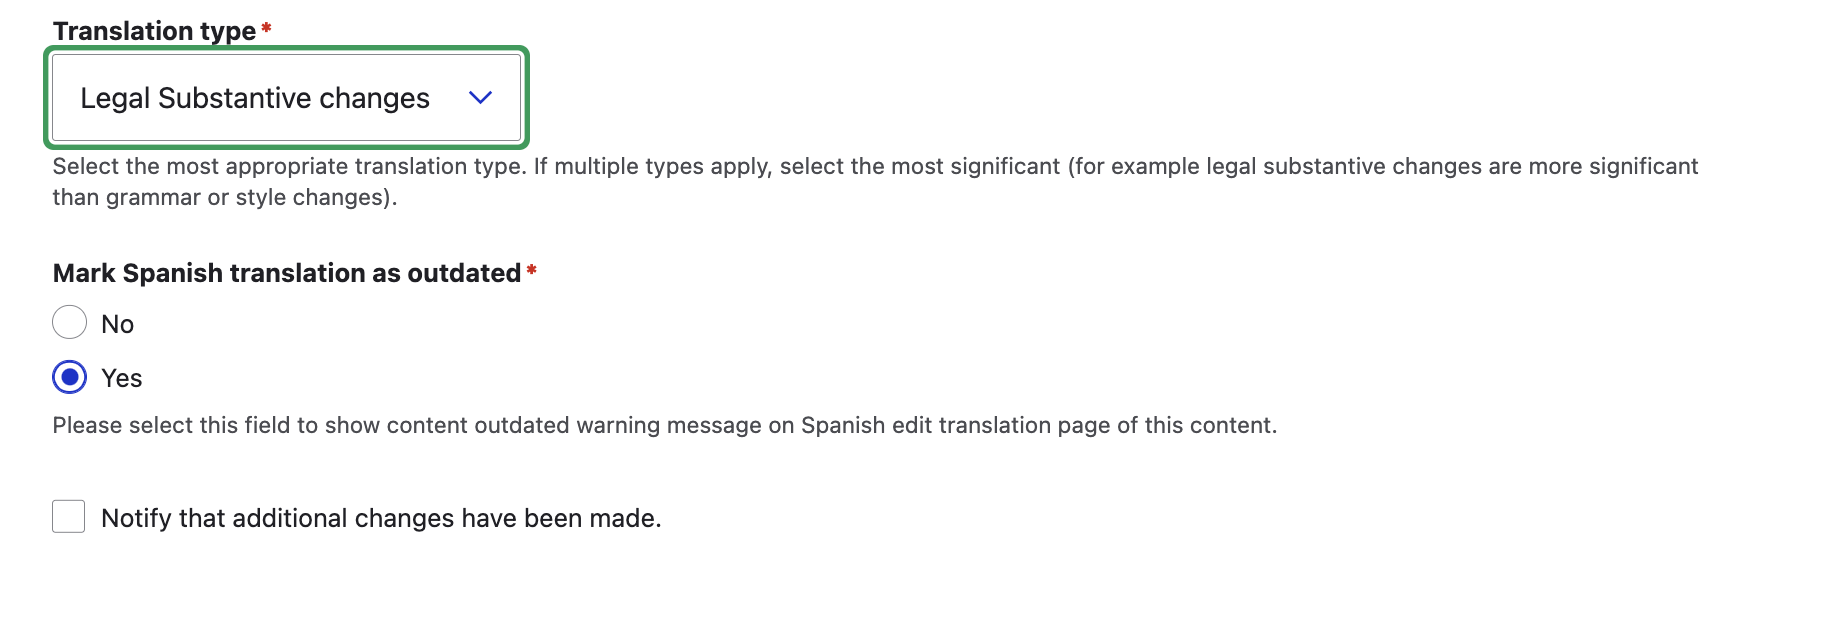 Translation type*
Legal Substantive changes
Select the most appropriate translation type. If multiple types apply, select the most significant (for example legal substantive changes are more significant
than grammar or style changes).
Mark Spanish translation as outdated*
No
Yes
Please select this field to show content outdated warning message on Spanish edit translation page of this content.
Notify that additional changes have been made.